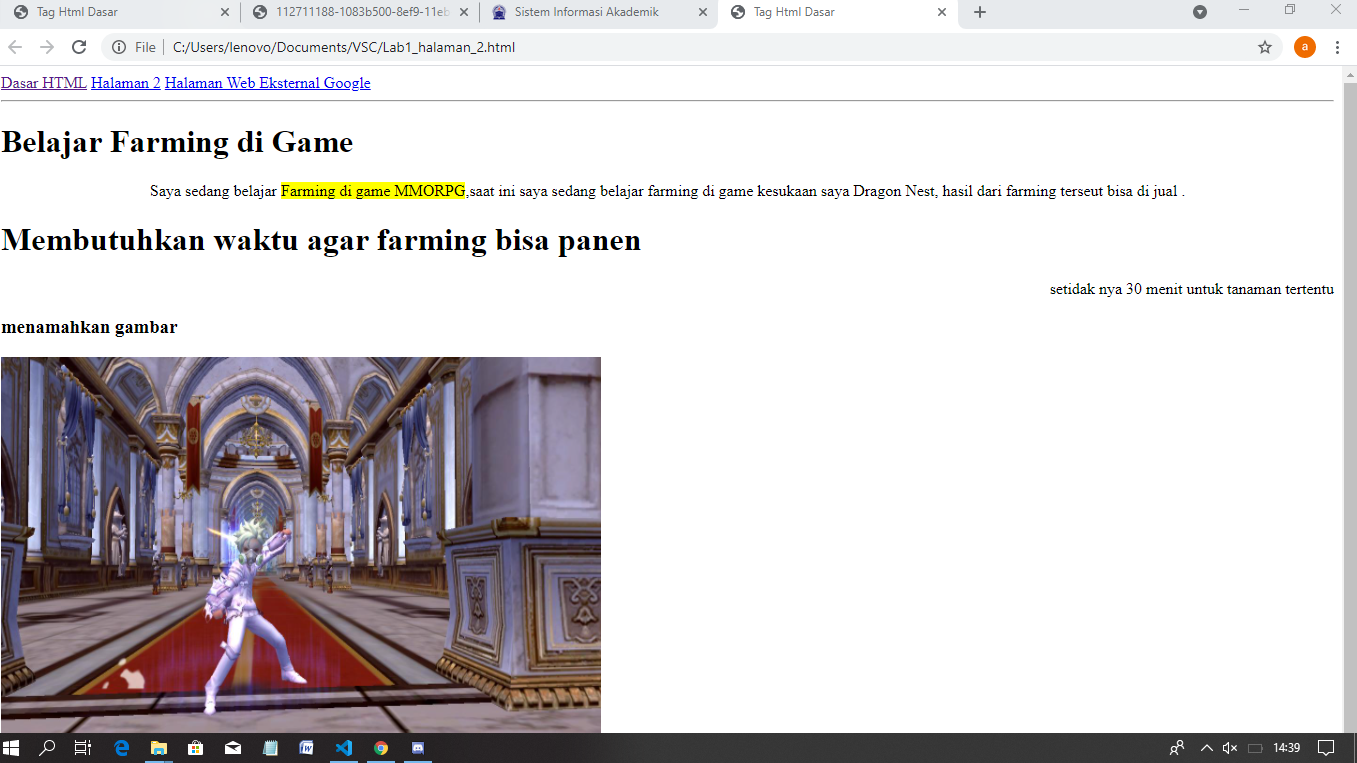 Tag Html Dasar
112711188-1083b500-8ef9-11eb
Sistem Informasi Akademik
Tag Html Dasar
File
C:/Users/lenovo/Documents/VSC/Lab1_halaman_2.html
a
Dasar HTML Halaman 2 Halaman Web Eksternal Google
Belajar Farming di Game
Saya sedang belajar Farming di game MMORPG,saat ini saya sedang belajar farming di game kesukaan saya Dragon Nest, hasil dari farming terseut bisa di jual .
Membutuhkan waktu agar farming bisa panen
setidak nya 30 menit untuk tanaman tertentu
menamahkan gambar
14:39